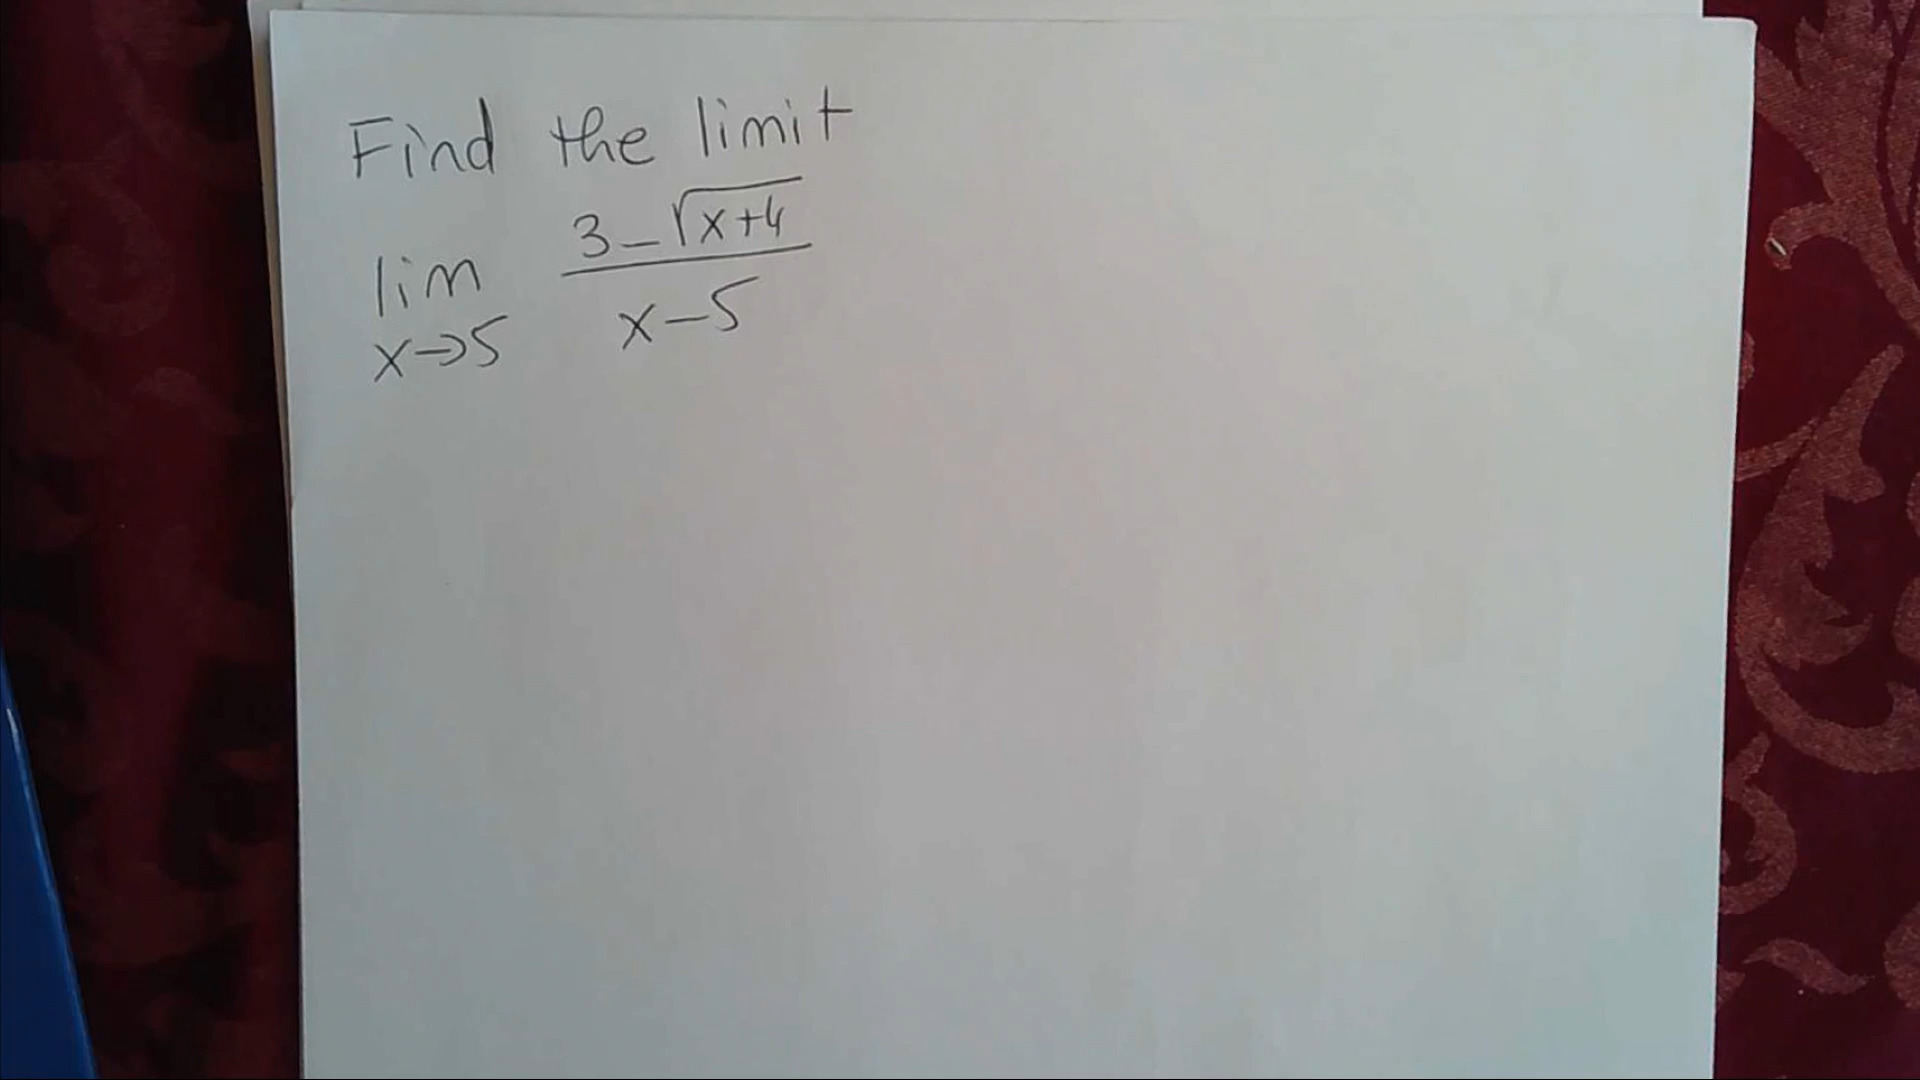 Find the limit
lim x→5 (3-√(x+4))/(x-5)